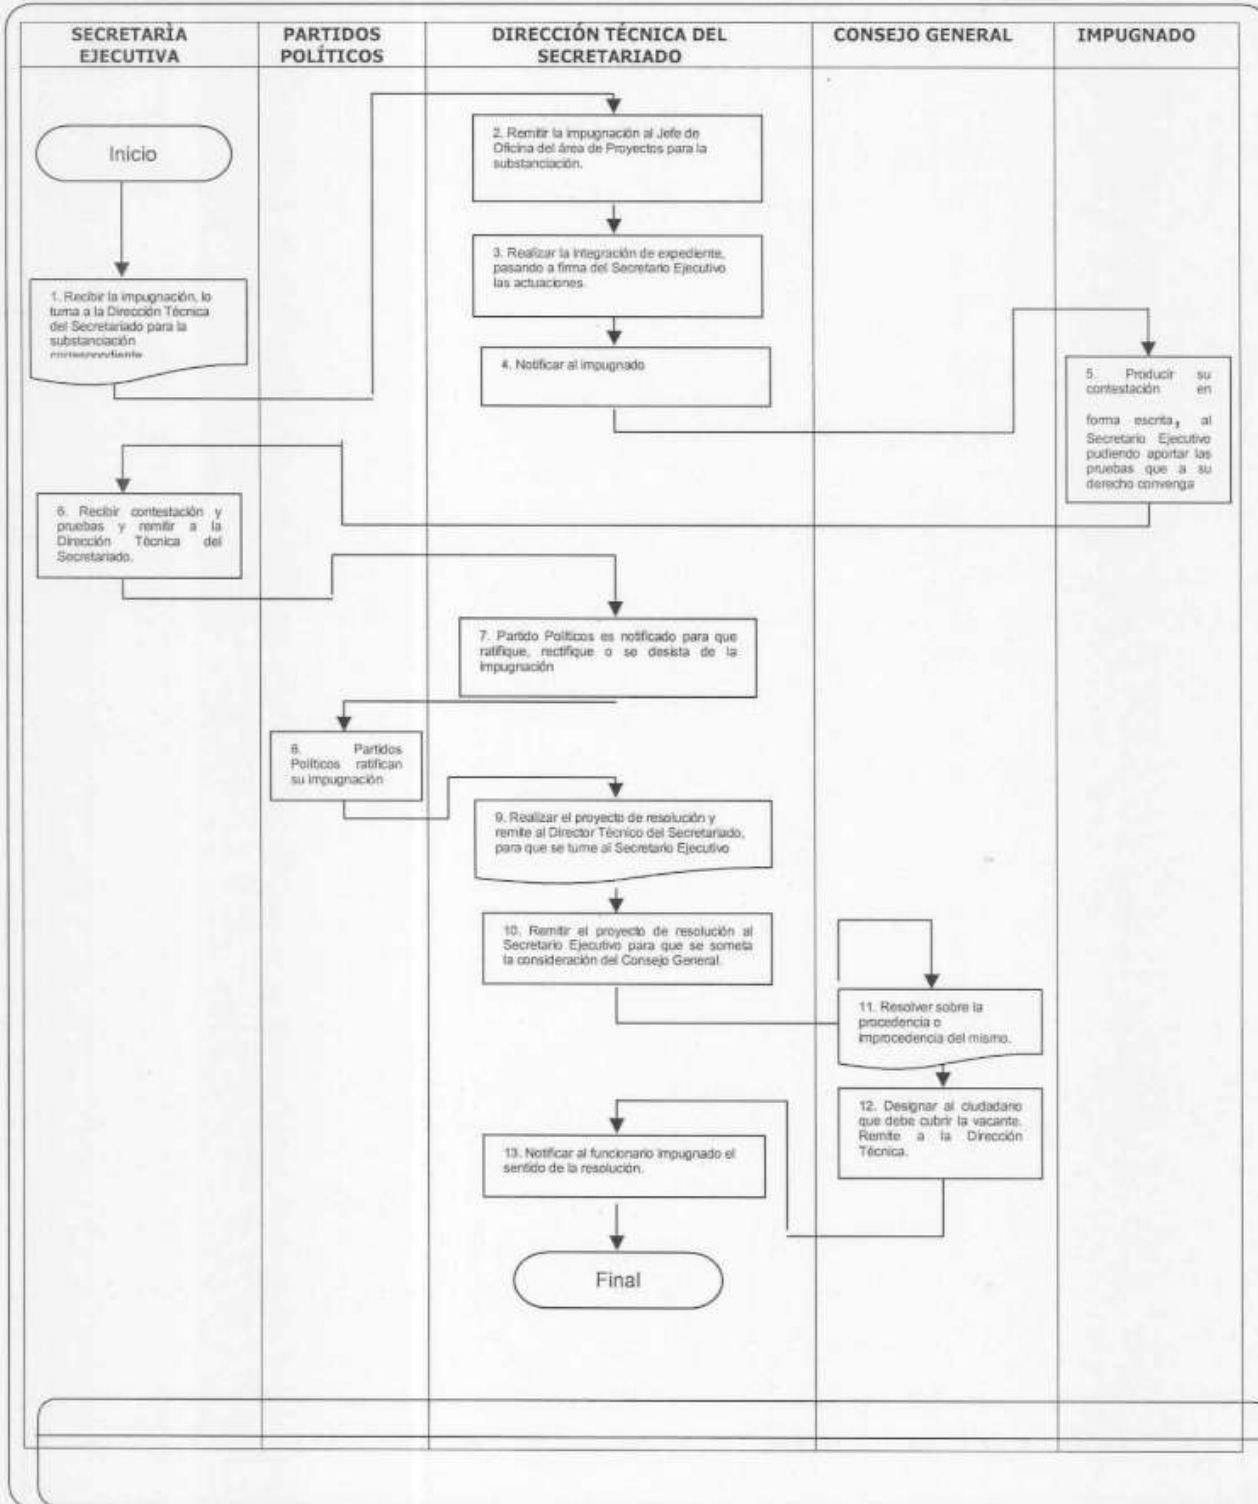 SECRETARÌA
EJECUTIVA
PARTIDOS
POLÍTICOS
DIRECCIÓN TÉCNICA DEL
SECRETARIADO
CONSEJO GENERAL
IMPUGNADO
Inicio
1. Recibir la impugnación, lo
turna a la Dirección Técnica
del Secretariado para la
substanciación
correspondiente
2. Remitir la impugnación al Jefe de
Oficina del área de Proyectos para la
substanciación.
3. Realizar la integración de expediente,
pasando a firma del Secretario Ejecutivo
las actuaciones.
4. Notificar al impugnado
5. Producir su
contestación en
forma escrita, al
Secretario Ejecutivo
pudiendo aportar las
pruebas que a su
derecho convenga
6. Recibir contestación y
pruebas y remitir a la
Dirección Técnica del
Secretariado.
7. Partido Políticos es notificado para que
ratifique, rectifique o se desista de la
impugnación
8. Partidos
Políticos ratifican
su impugnación
9. Realizar el proyecto de resolución y
remite al Director Técnico del Secretariado,
para que se turne al Secretario Ejecutivo
10. Remitir el proyecto de resolución al
Secretario Ejecutivo para que se someta
la consideración del Consejo General.
11. Resolver sobre la
procedencia o
improcedencia del mismo.
12. Designar al ciudadano
que debe cubrir la vacante.
Remite a la Dirección
Técnica.
13. Notificar al funcionario impugnado el
sentido de la resolución.
Final